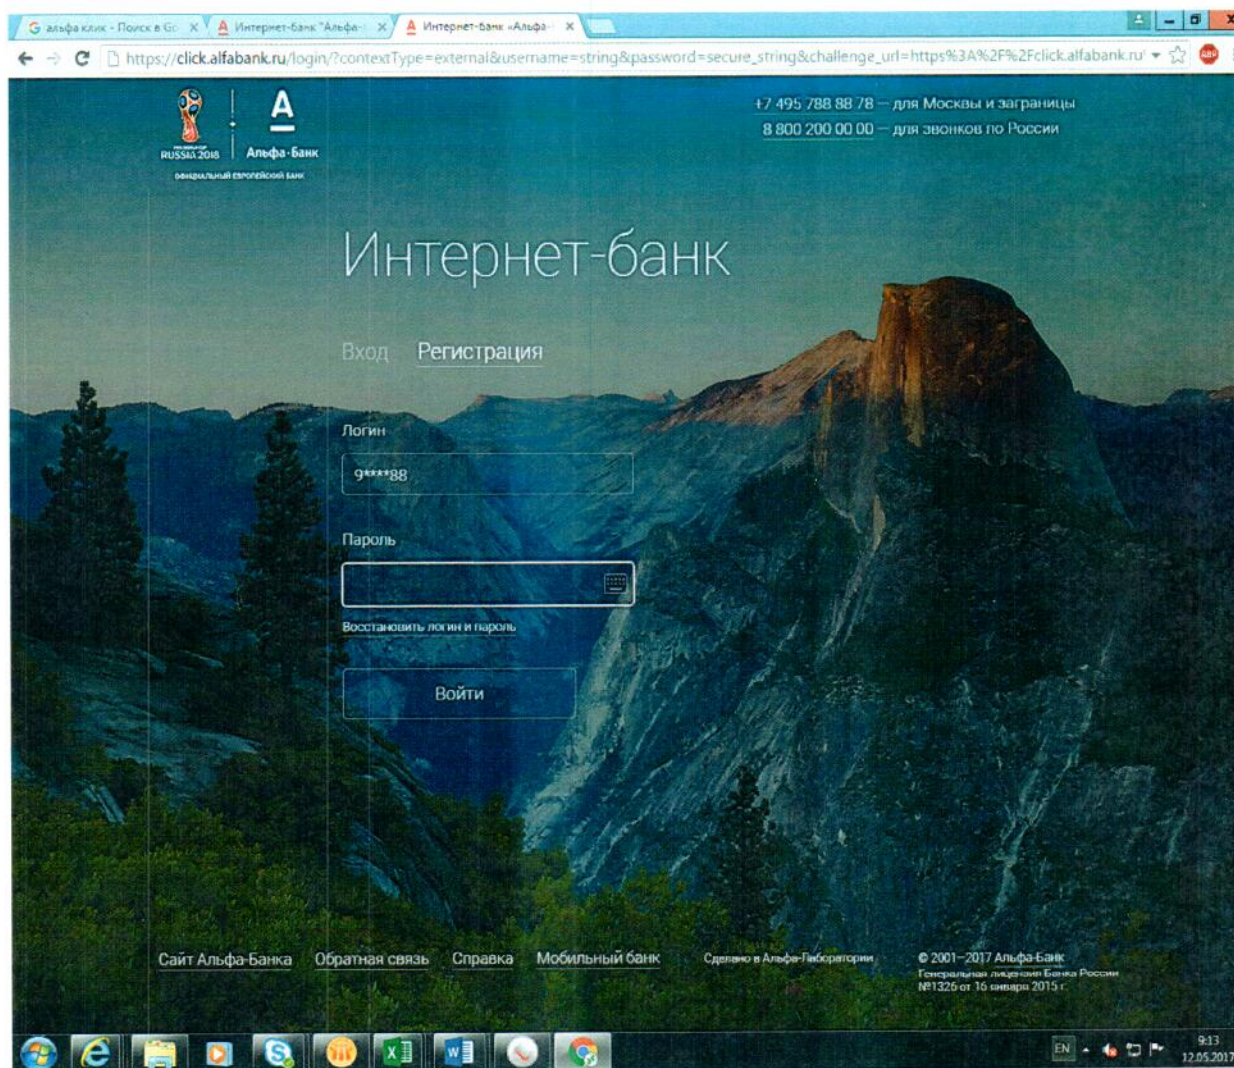 альфа клик - Поиск в Go
Интернет-банк "Альфа-
Интернет-банк «Альфа-
https://click.alfabank.ru/login/?contextType=external&username=string&password=secure_string&challenge_url=https%3A%2F%2Fclick.alfabank.ru
ABP
RUSSIA 2018
А
Альфа·Банк
ОФИЦИАЛЬНЫЙ ЕВРОПЕЙСКИЙ БАНК
+7 495 788 88 78 — для Москвы и заграницы
8 800 200 00 00 — для звонков по России
Интернет-банк
Вход Регистрация
Логин
9****88
Пароль
Восстановить логин и пароль
Войти
Сайт Альфа-Банка Обратная связь Справка Мобильный банк Сделано в Альфа-Лаборатории
© 2001–2017 Альфа-Банк
Генеральная лицензия Банка России
№1326 от 16 января 2015 г.
EN
9:13
12.05.2017